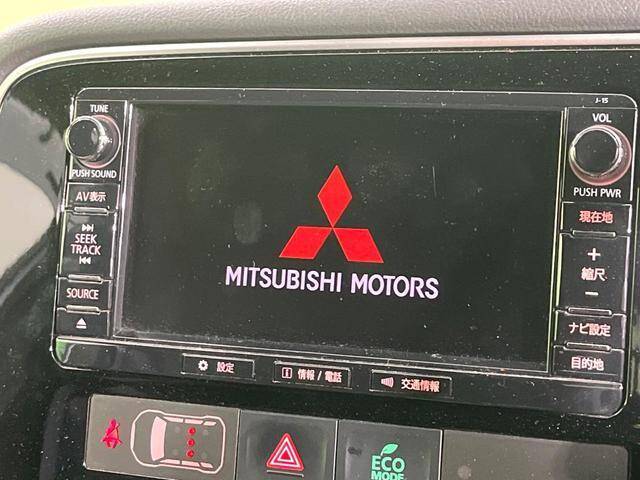 J-15
TUNE
PUSH SOUND
AV表示
SEEK
TRACK
SOURCE
MITSUBISHI MOTORS
VOL
PUSH PWR
現在地
+
縮尺
−
ナビ設定
目的地
設定
i 情報 / 電話
交通情報
ECO
MODE